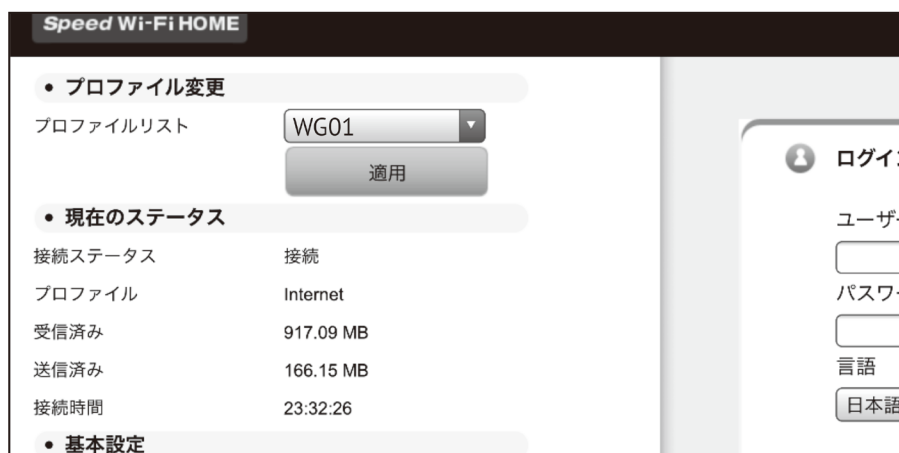 Speed Wi-Fi HOME
• プロファイル変更
プロファイルリスト WG01
適用
• 現在のステータス
接続ステータス 接続
プロファイル Internet
受信済み 917.09 MB
送信済み 166.15 MB
接続時間 23:32:26
• 基本設定
ログイ
ユーザ
パスワ
言語
日本語